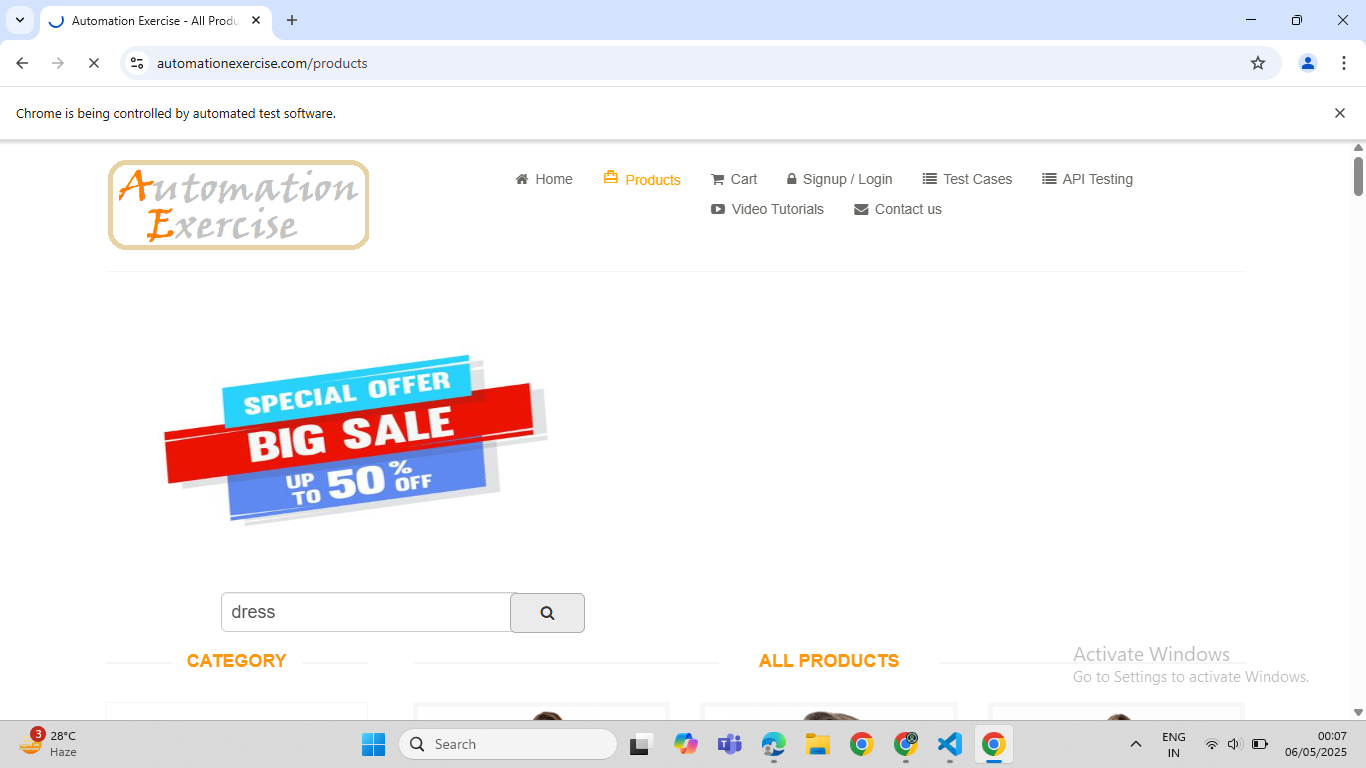 Automation Exercise - All Produ
automationexercise.com/products
Chrome is being controlled by automated test software.
Automation
Exercise
Home
Products
Cart
Signup / Login
Test Cases
API Testing
Video Tutorials
Contact us
SPECIAL OFFER
BIG SALE
UP TO 50% OFF
dress
CATEGORY
ALL PRODUCTS
Activate Windows
Go to Settings to activate Windows.
3
28°C
Haze
Search
ENG
IN
00:07
06/05/2025